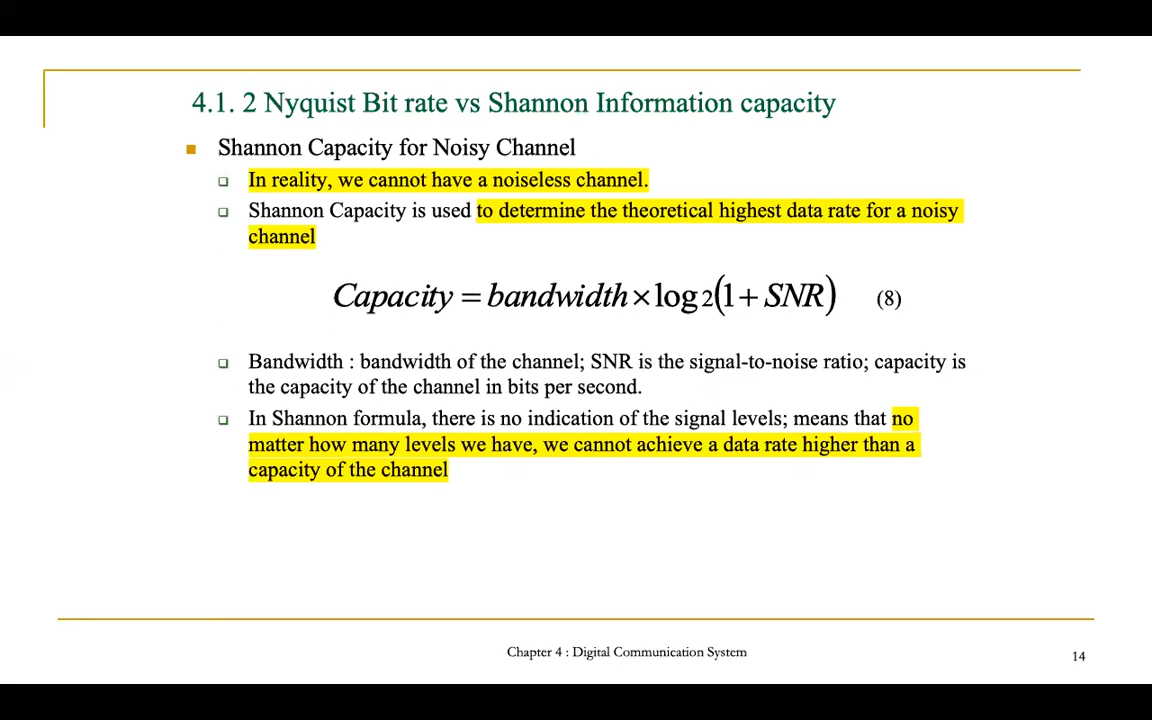 4.1. 2 Nyquist Bit rate vs Shannon Information capacity
Shannon Capacity for Noisy Channel
In reality, we cannot have a noiseless channel.
Shannon Capacity is used to determine the theoretical highest data rate for a noisy
channel
Capacity = bandwidth × log 2(1 + SNR) (8)
Bandwidth : bandwidth of the channel; SNR is the signal-to-noise ratio; capacity is
the capacity of the channel in bits per second.
In Shannon formula, there is no indication of the signal levels; means that no
matter how many levels we have, we cannot achieve a data rate higher than a
capacity of the channel
Chapter 4 : Digital Communication System
14